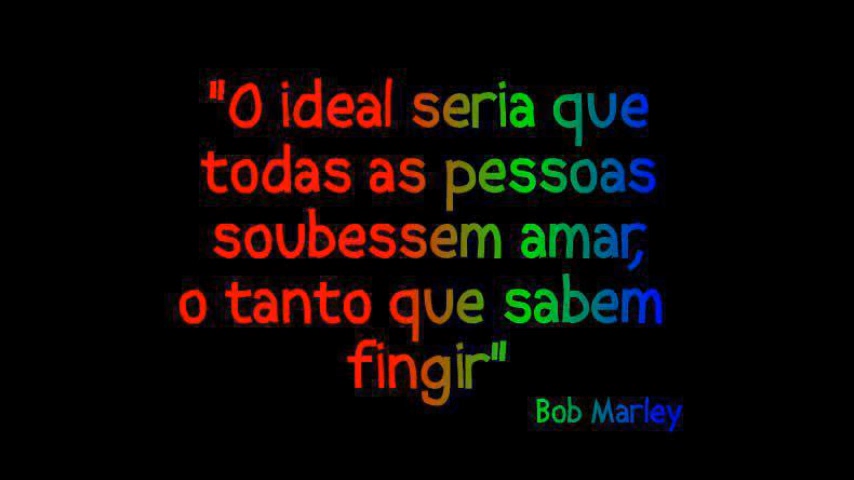 "O ideal seria que
todas as pessoas
soubessem amar,
o tanto que sabem
fingir"
Bob Marley